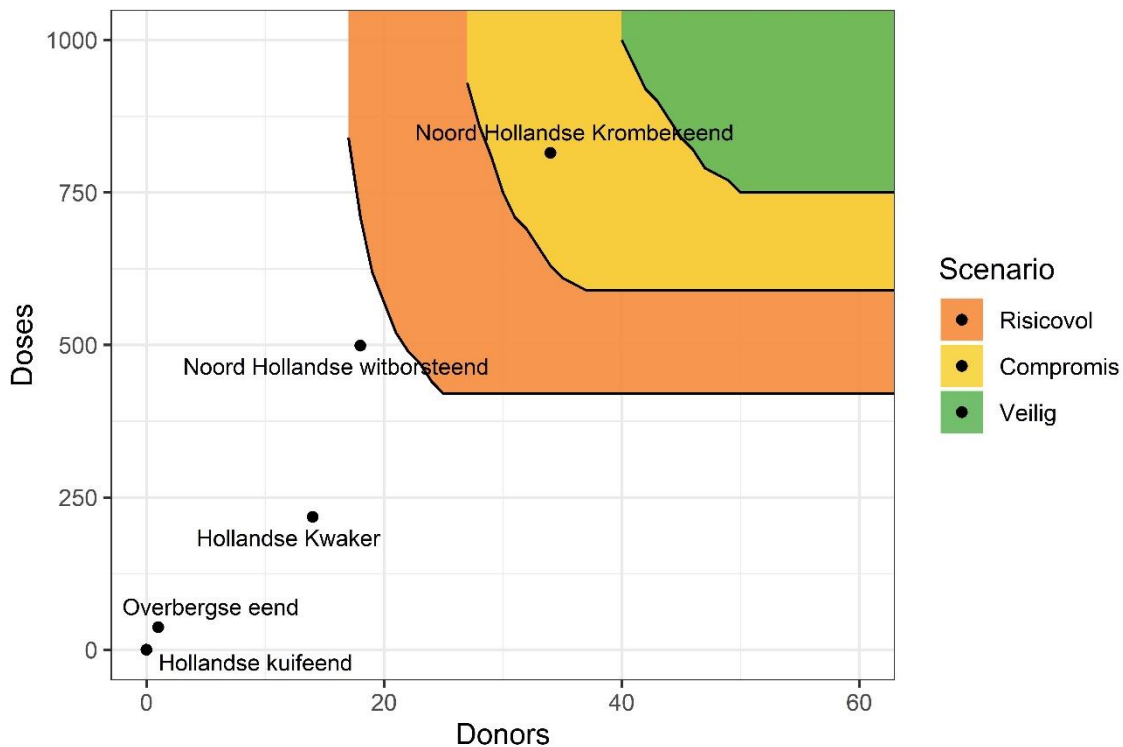 1000
Noord Hollandse Krombekeend
750
Scenario
Risicovol
500
Compromis
Noord Hollandse witborsteend
Veilig
Doses
250
Hollandse Kwaker
Overbergse eend
0
Hollandse kuifeend
0
20
40
60
Donors